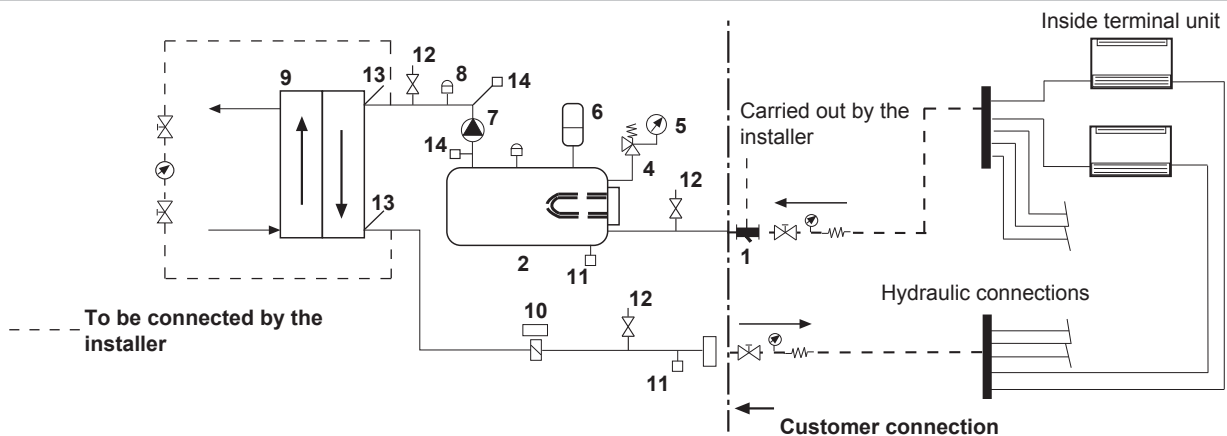 Inside terminal unit
12
8
13
14
9
6
5
Carried out by the
installer
7
14
4
12
13
1
2
11
Hydraulic connections
12
10
To be connected by the
installer
11
Customer connection